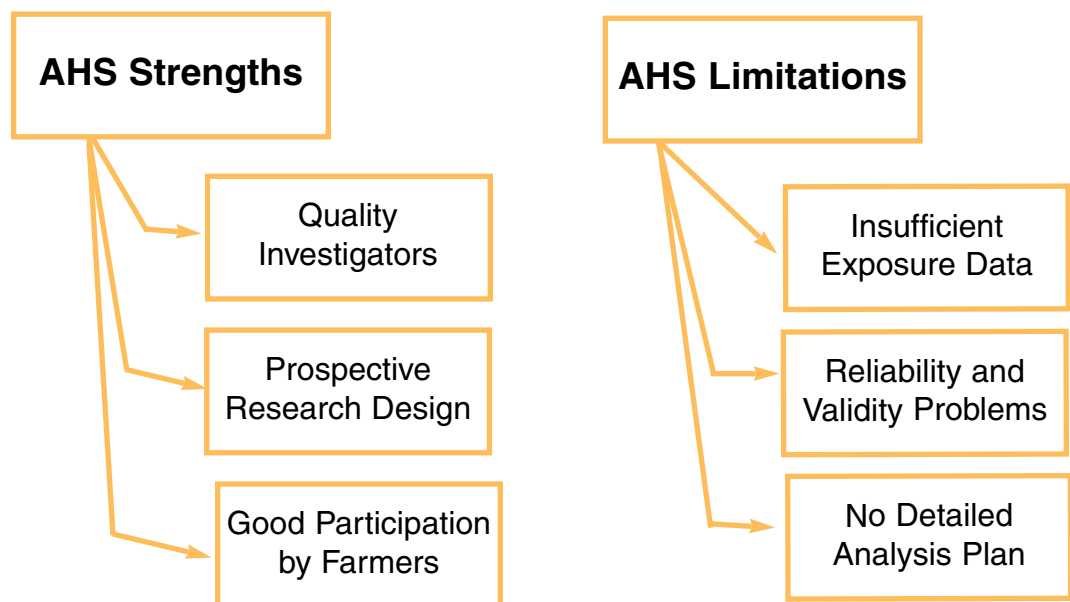 AHS Strengths
Quality
Investigators
Prospective
Research Design
Good Participation
by Farmers
AHS Limitations
Insufficient
Exposure Data
Reliability and
Validity Problems
No Detailed
Analysis Plan